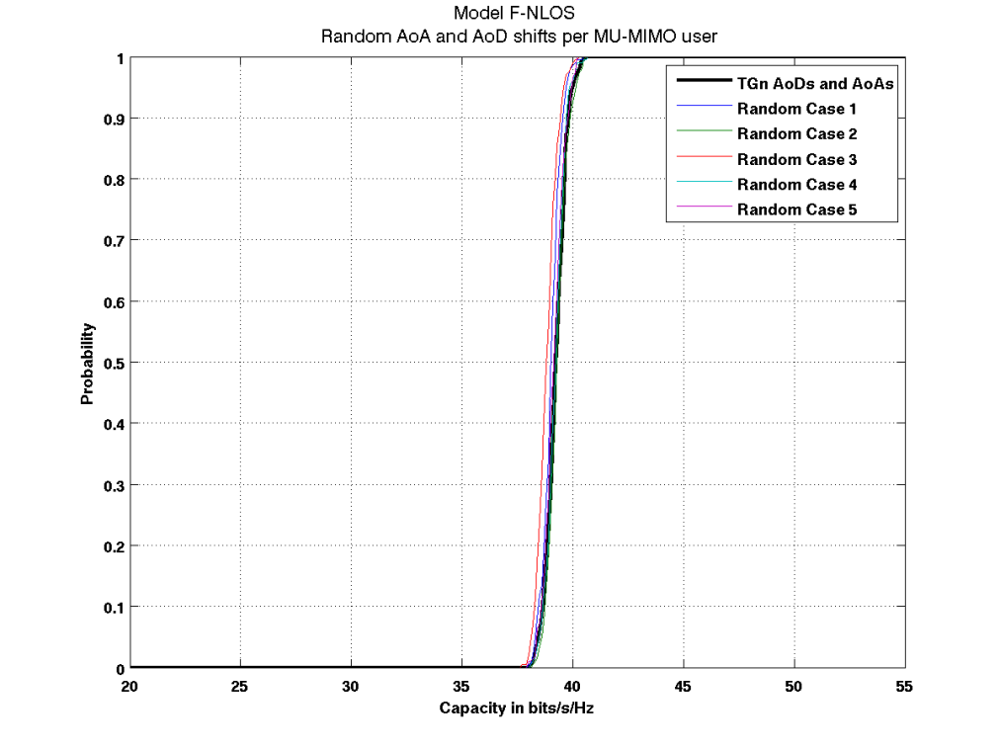 Model F-NLOS
Random AoA and AoD shifts per MU-MIMO user
1
0.9
0.8
0.7
0.6
0.5
0.4
0.3
0.2
0.1
0
Probability
TGn AoDs and AoAs
Random Case 1
Random Case 2
Random Case 3
Random Case 4
Random Case 5
20 25 30 35 40 45 50 55
Capacity in bits/s/Hz